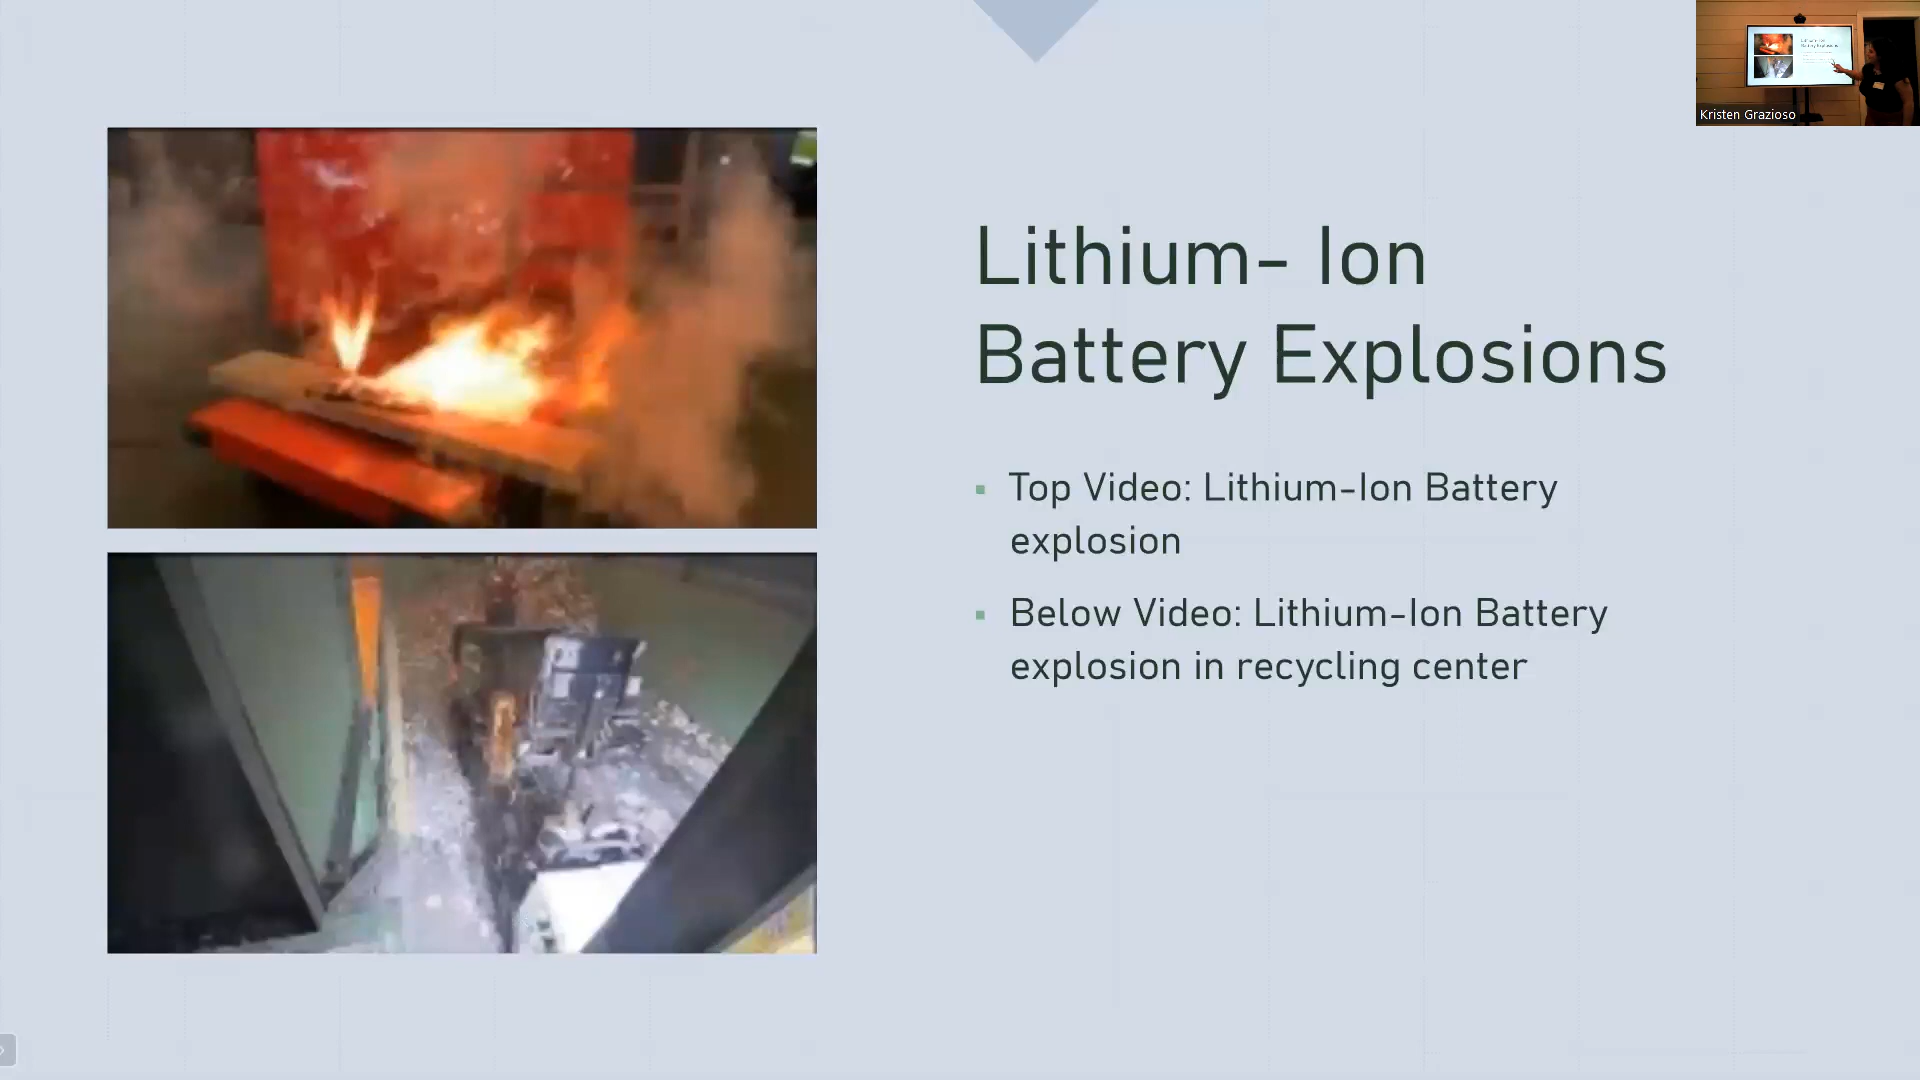 Kristen Grazioso
Lithium- Ion
Battery Explosions
Top Video: Lithium-Ion Battery
explosion
Below Video: Lithium-Ion Battery
explosion in recycling center